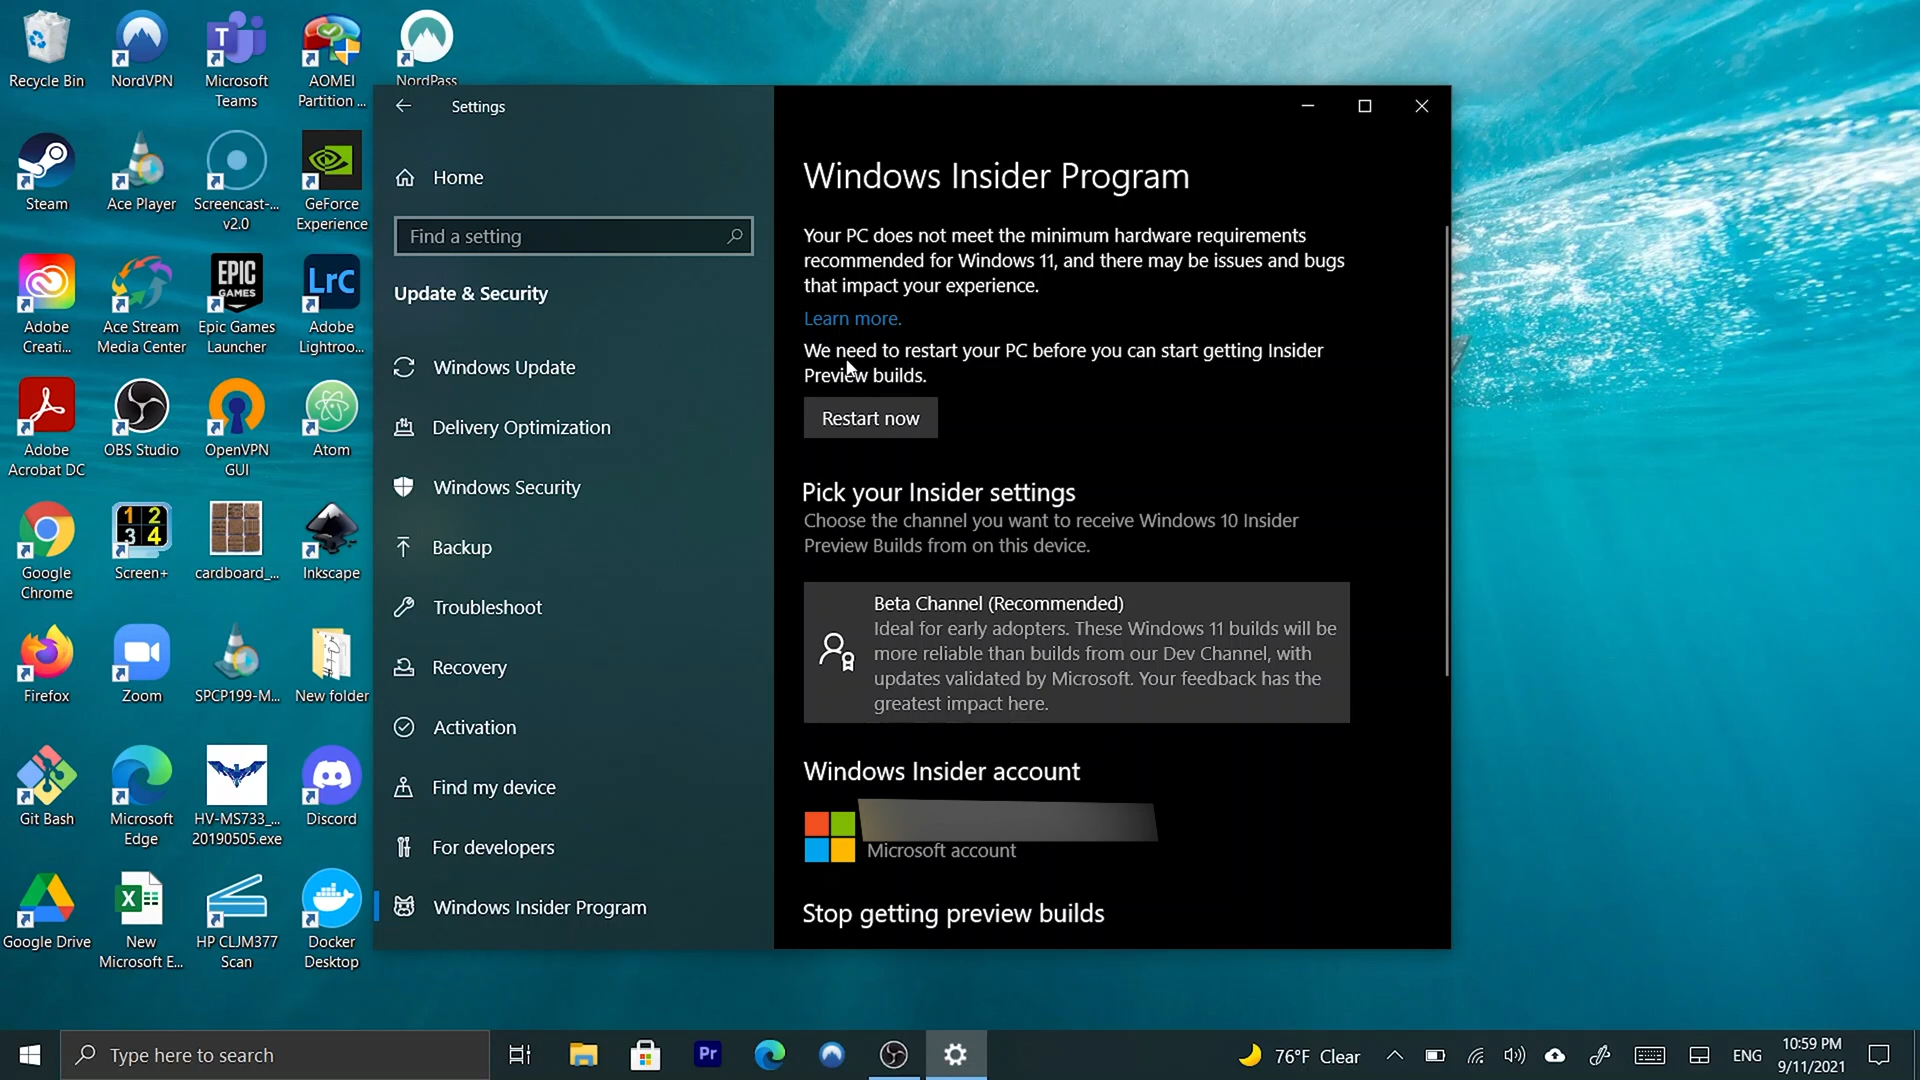 Recycle Bin
NordVPN
Microsoft
Teams
AOMEI
Partition ...
NordPass
Steam
Ace Player
Screencast-...
v2.0
GeForce
Experience
Adobe
Creati...
Ace Stream
Media Center
EPIC
GAMES
Epic Games
Launcher
LrC
Adobe
Lightroo...
Adobe
Acrobat DC
OBS Studio
OpenVPN
GUI
Atom
Google
Chrome
1 2
3 4
Screen+
cardboard_...
Inkscape
Firefox
Zoom
SPCP199-M...
New folder
Git Bash
Microsoft
Edge
HV-MS733_...
20190505.exe
Discord
Google Drive
New
Microsoft E...
HP CLJM377
Scan
Docker
Desktop
Settings
Home
Find a setting
Update & Security
Windows Update
Delivery Optimization
Windows Security
Backup
Troubleshoot
Recovery
Activation
Find my device
For developers
Windows Insider Program
Windows Insider Program
Your PC does not meet the minimum hardware requirements
recommended for Windows 11, and there may be issues and bugs
that impact your experience.
Learn more.
We need to restart your PC before you can start getting Insider
Preview builds.
Restart now
Pick your Insider settings
Choose the channel you want to receive Windows 10 Insider
Preview Builds from on this device.
Beta Channel (Recommended)
Ideal for early adopters. These Windows 11 builds will be
more reliable than builds from our Dev Channel, with
updates validated by Microsoft. Your feedback has the
greatest impact here.
Windows Insider account
Microsoft account
Stop getting preview builds
Type here to search
Pr
76°F Clear
ENG
10:59 PM
9/11/2021